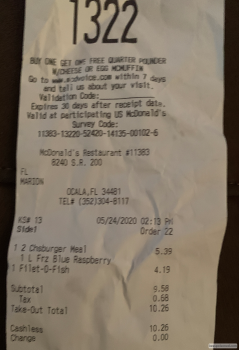 1322
BUY ONE GET ONE FREE QUARTER POUNDER
W/CHEESE OR EGG MCMUFFIN
Go to www.mcdvoice.com within 7 days
and tell us about your visit.
Validation Code:
Expires 30 days after receipt date.
Valid at participating US McDonald's
Survey Code:
11383-13220-52420-14135-00102-6
McDonald's Restaurant #11383
8240 S.R. 200
FL
MARION
OCALA,FL 34481
TEL# (352)304-8117
KS# 13 05/24/2020 02:13 PM
Side1 Order 22
1 2 Chsburger Meal 5.39
1 L Frz Blue Raspberry
1 Filet-O-Fish 4.19
Subtotal 9.58
Tax 0.68
Take-Out Total 10.26
Cashless 10.26
Change 0.00